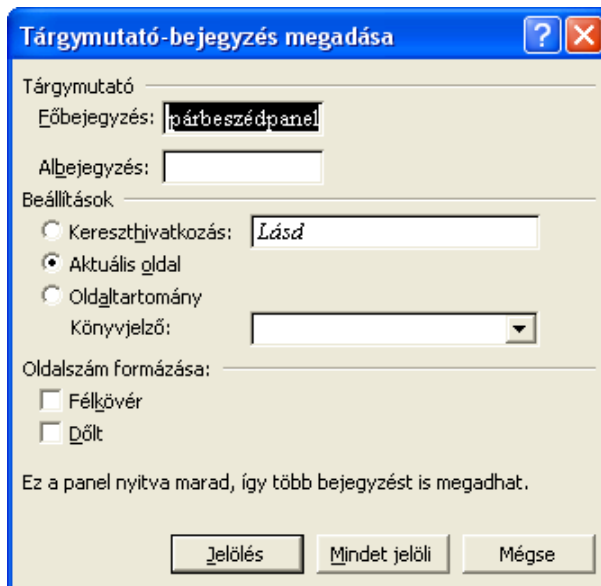 Tárgymutató-bejegyzés megadása
Tárgymutató
Főbejegyzés: párbeszédpanel
Albejegyzés:
Beállítások
Kereszthivatkozás: Lásd
Aktuális oldal
Oldaltartomány
Könyvjelző:
Oldalszám formázása:
Félkövér
Dőlt
Ez a panel nyitva marad, így több bejegyzést is megadhat.
Jelölés Mindet jelöli Mégse